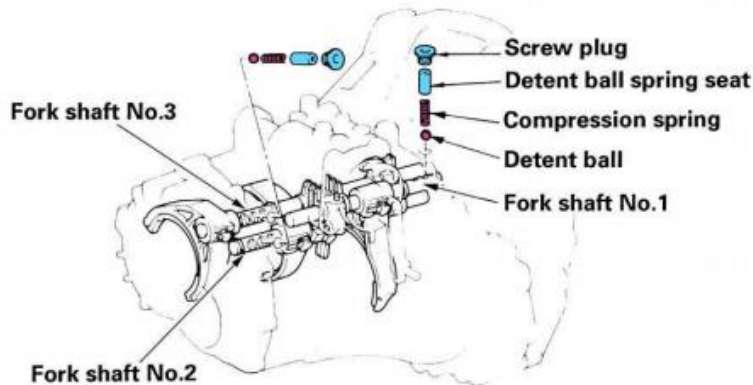 Screw plug
Detent ball spring seat
Fork shaft No.3
Compression spring
Detent ball
Fork shaft No.1
Fork shaft No.2